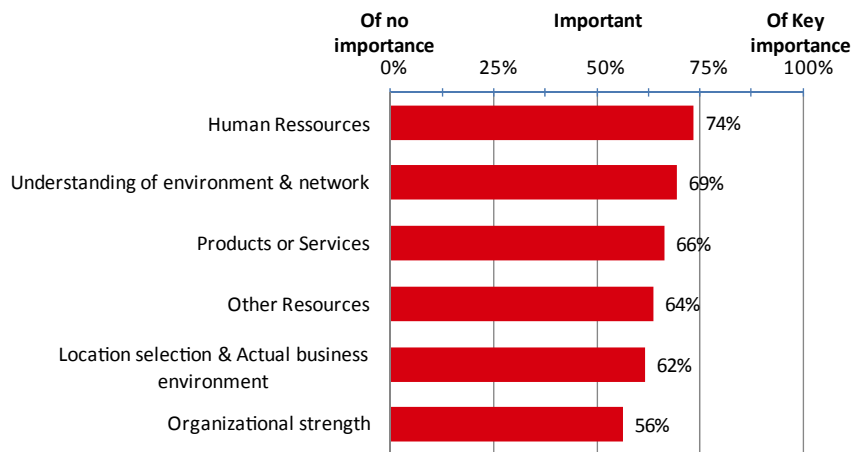 Of no importance
Important
Of Key importance
0%
25%
50%
75%
100%
Human Ressources
74%
Understanding of environment & network
69%
Products or Services
66%
Other Resources
64%
Location selection & Actual business
environment
62%
Organizational strength
56%